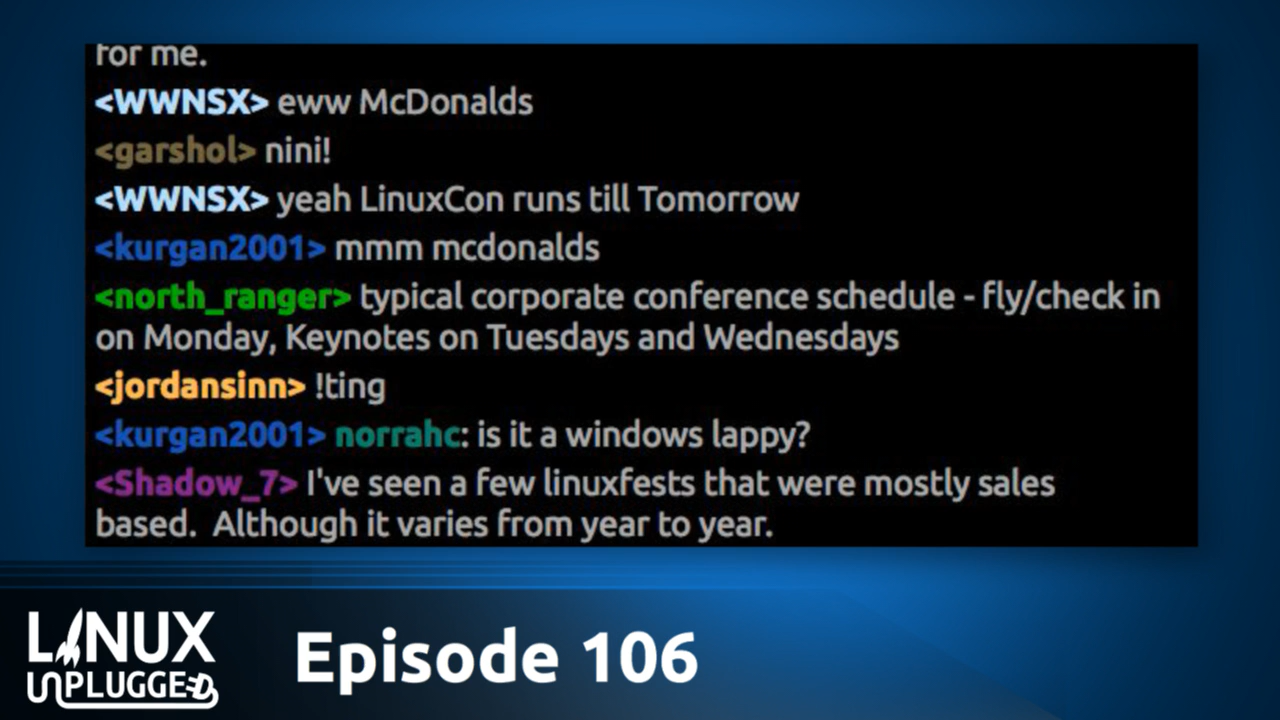 for me.
<WWNSX> eww McDonalds
<garshol> nini!
<WWNSX> yeah LinuxCon runs till Tomorrow
<kurgan2001> mmm mcdonalds
<north_ranger> typical corporate conference schedule - fly/check in
on Monday, Keynotes on Tuesdays and Wednesdays
<jordansinn> !ting
<kurgan2001> norrahc: is it a windows lappy?
<Shadow_7> I've seen a few linuxfests that were mostly sales
based.  Although it varies from year to year.
LINUX
UNPLUGGED
Episode 106